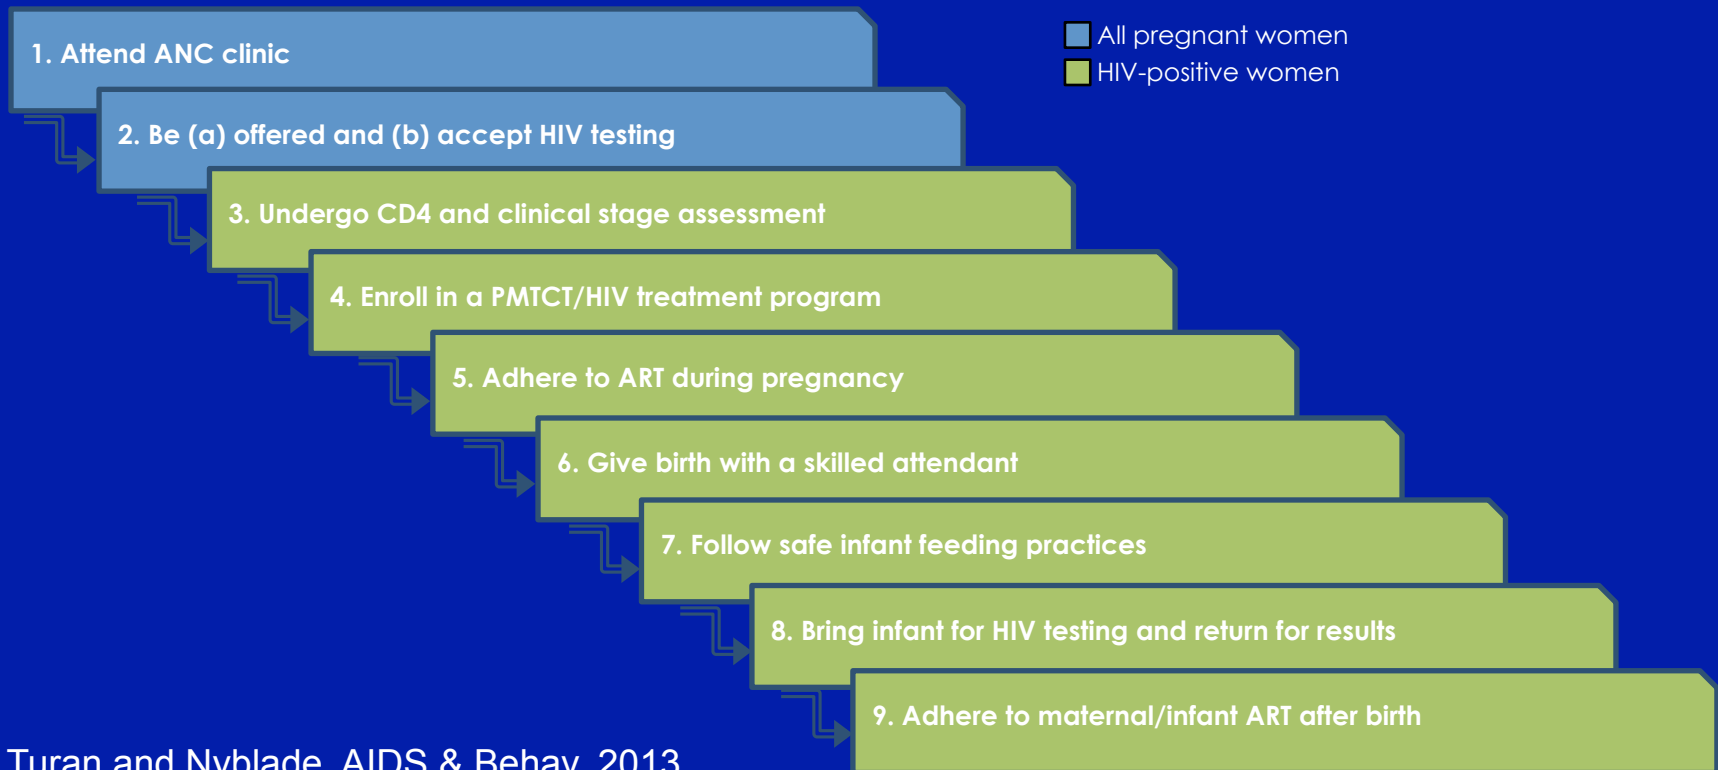 1. Attend ANC clinic
All pregnant women
HIV-positive women
2. Be (a) offered and (b) accept HIV testing
3. Undergo CD4 and clinical stage assessment
4. Enroll in a PMTCT/HIV treatment program
5. Adhere to ART during pregnancy
6. Give birth with a skilled attendant
7. Follow safe infant feeding practices
8. Bring infant for HIV testing and return for results
9. Adhere to maternal/infant ART after birth
Turan and Nyblade, AIDS & Behav, 2013